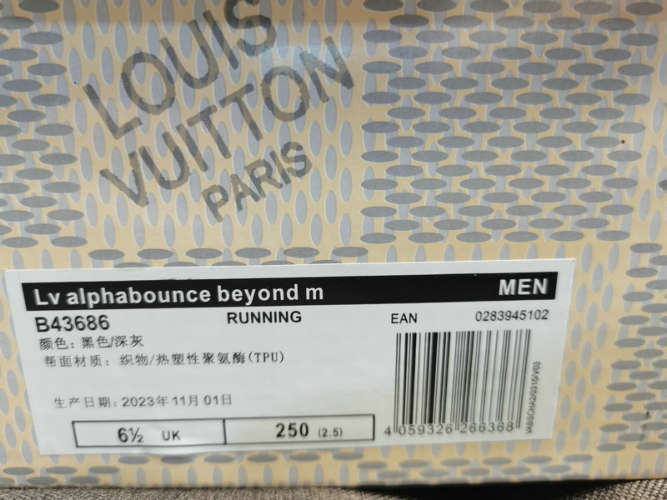 LOUIS
VUITTON
PARIS
Lv alphabounce beyond m MEN
B43686 RUNNING EAN 0283945102
颜色：黑色/深灰
帮面材质：织物/热塑性聚氨酶(TPU)
生产日期：2023年11月01日
6½ UK 250 (2.5)
4 059326 266368